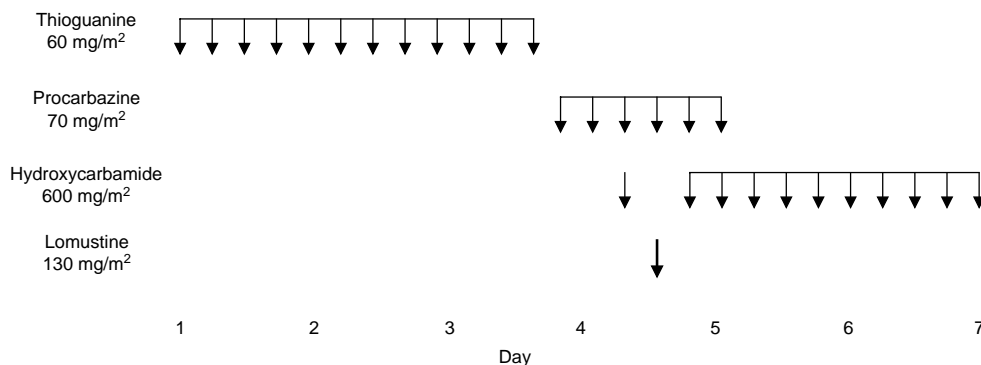 Thioguanine
60 mg/m²
Procarbazine
70 mg/m²
Hydroxycarbamide
600 mg/m²
Lomustine
130 mg/m²
1 2 3 4 5 6 7
Day